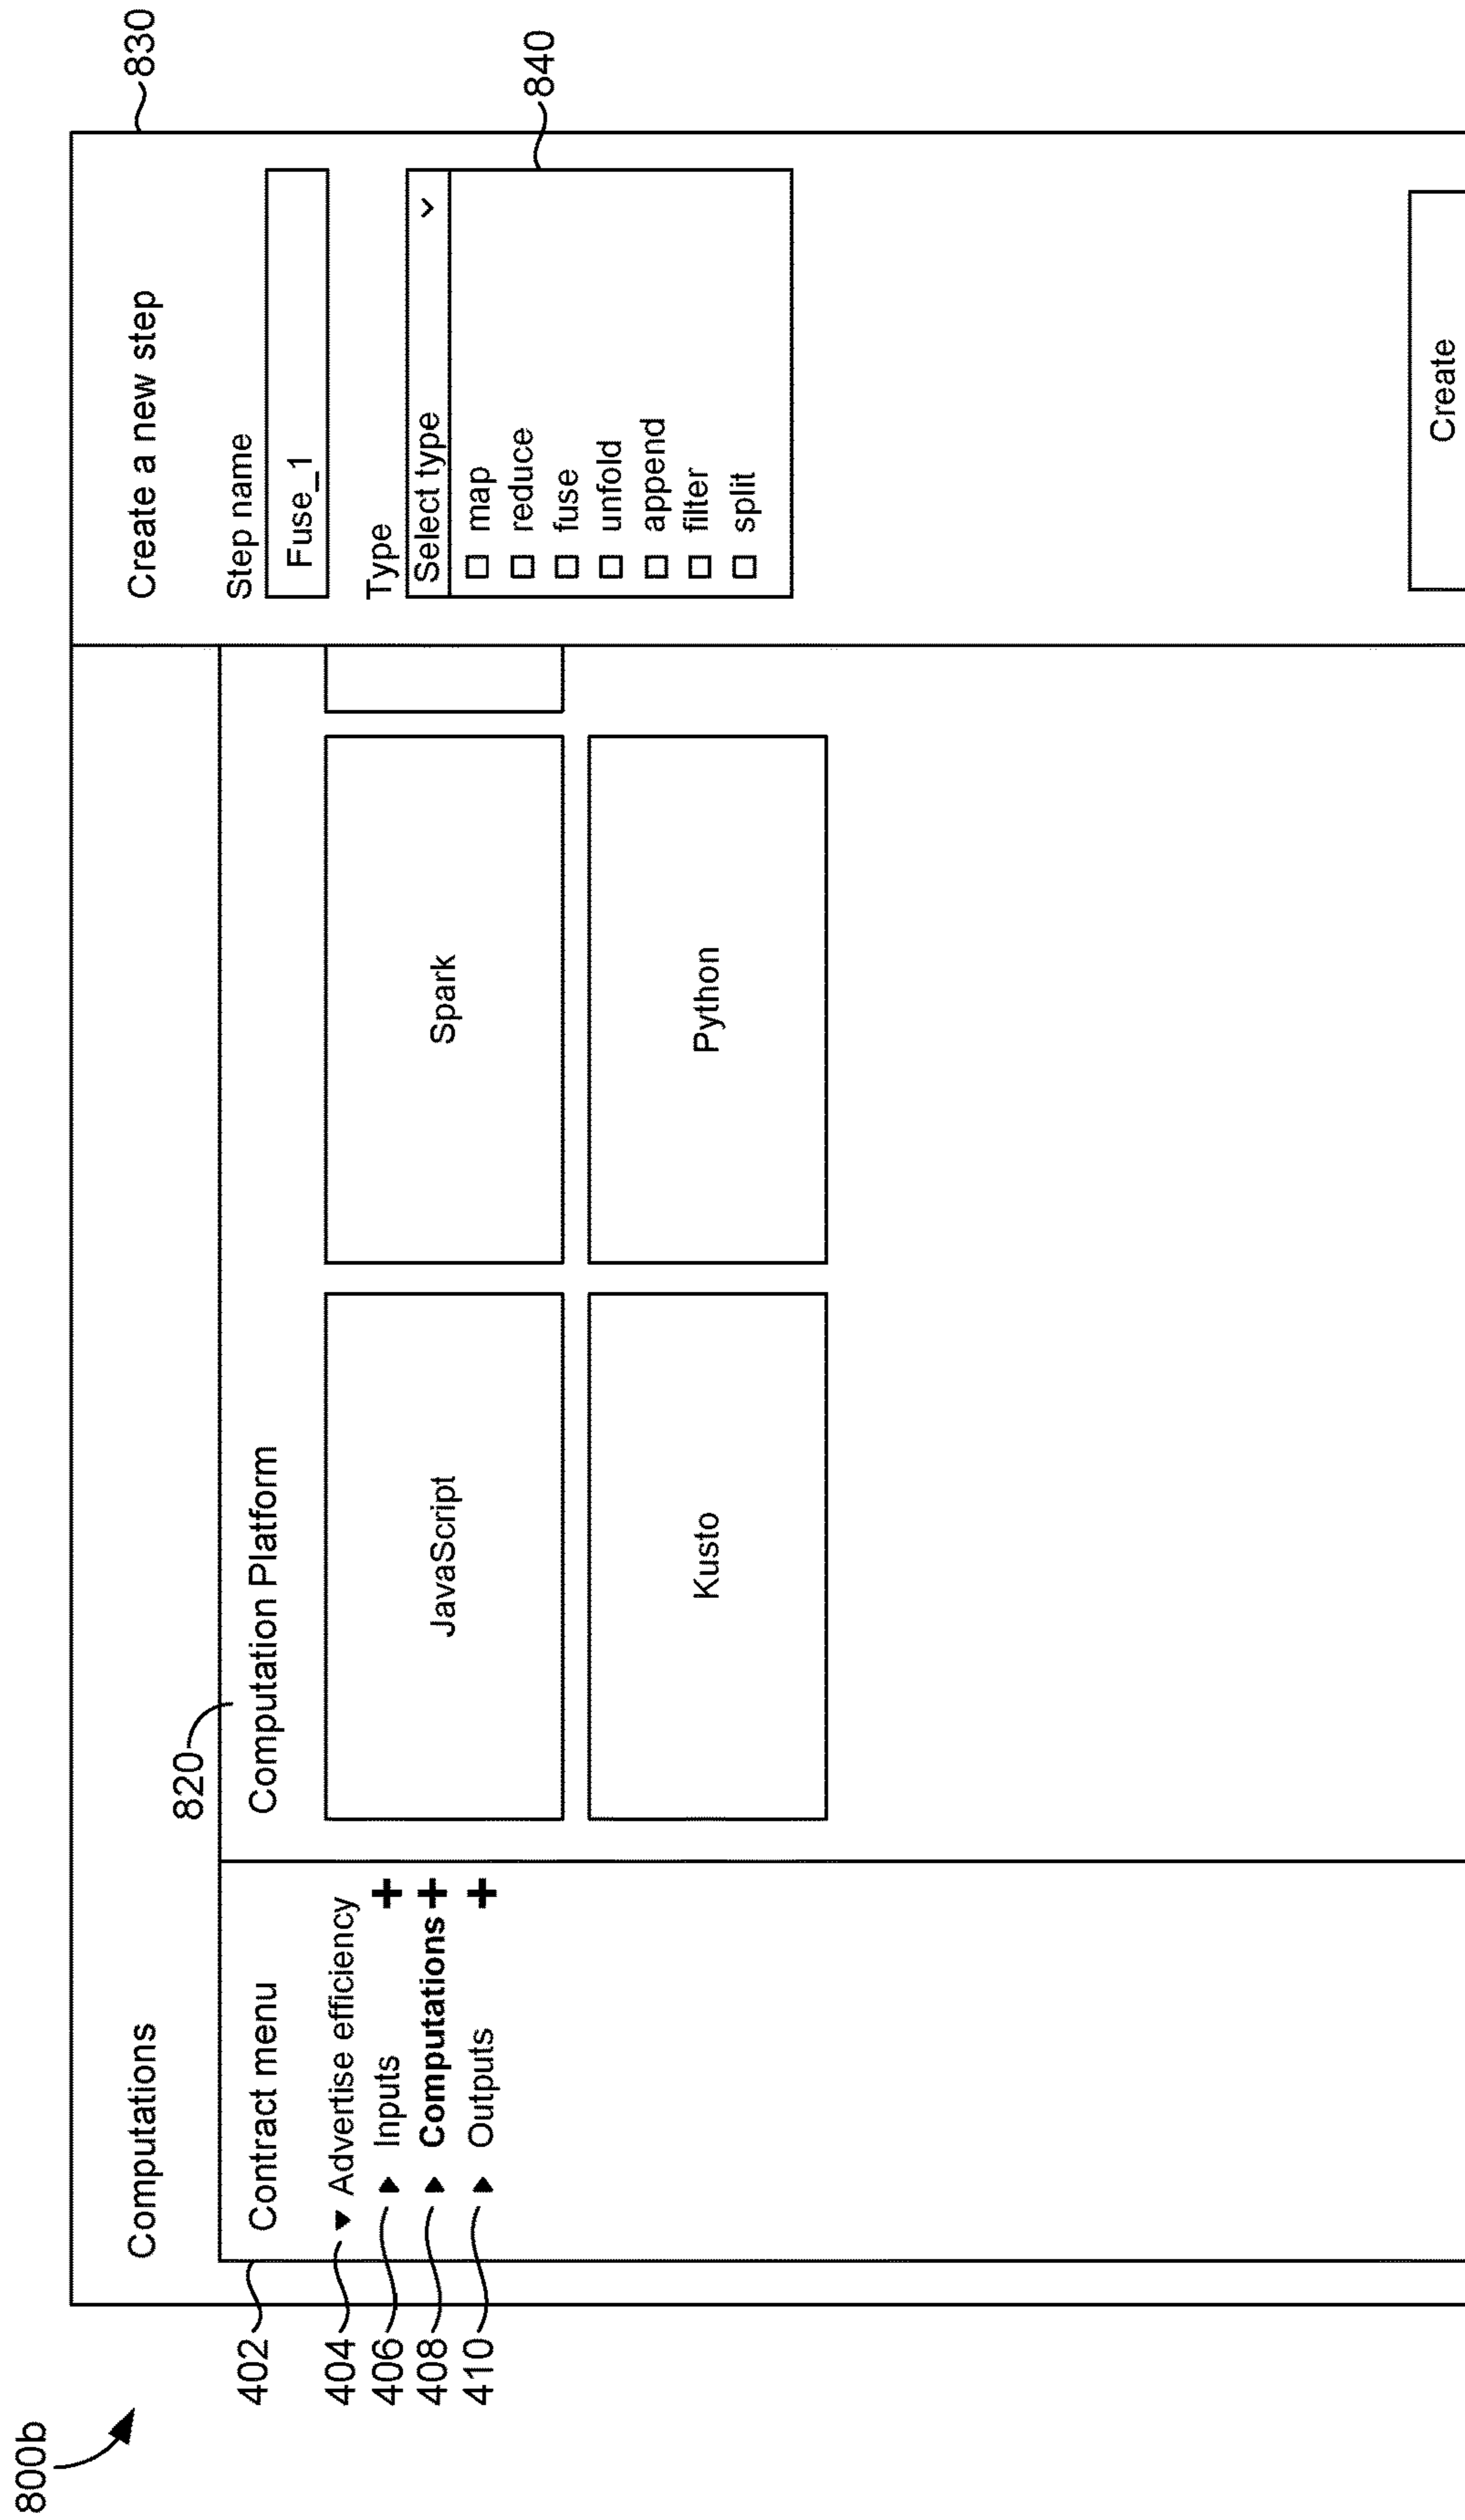 800b
Computations
402
Contract menu
404
Advertise efficiency
406
Inputs
+
408
Computations
+
410
Outputs
+
820
Computation Platform
JavaScript
Spark
Kusto
Python
830
Create a new step
Step name
Fuse_1
Type
Select type
840
map
reduce
fuse
unfold
append
filter
split
Create